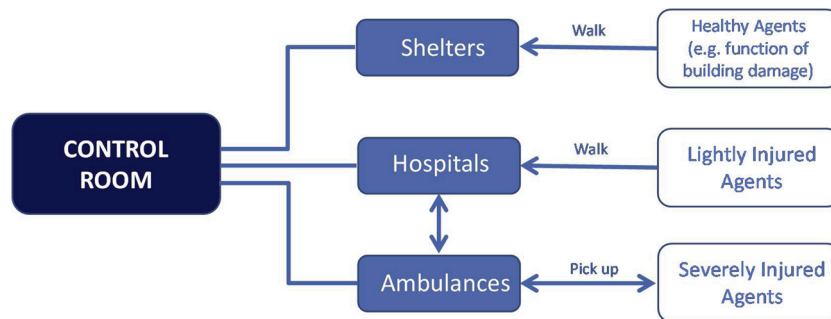 CONTROL
ROOM
Shelters
Walk
Healthy Agents
(e.g. function of
building damage)
Hospitals
Walk
Lightly Injured
Agents
Ambulances
Pick up
Severely Injured
Agents